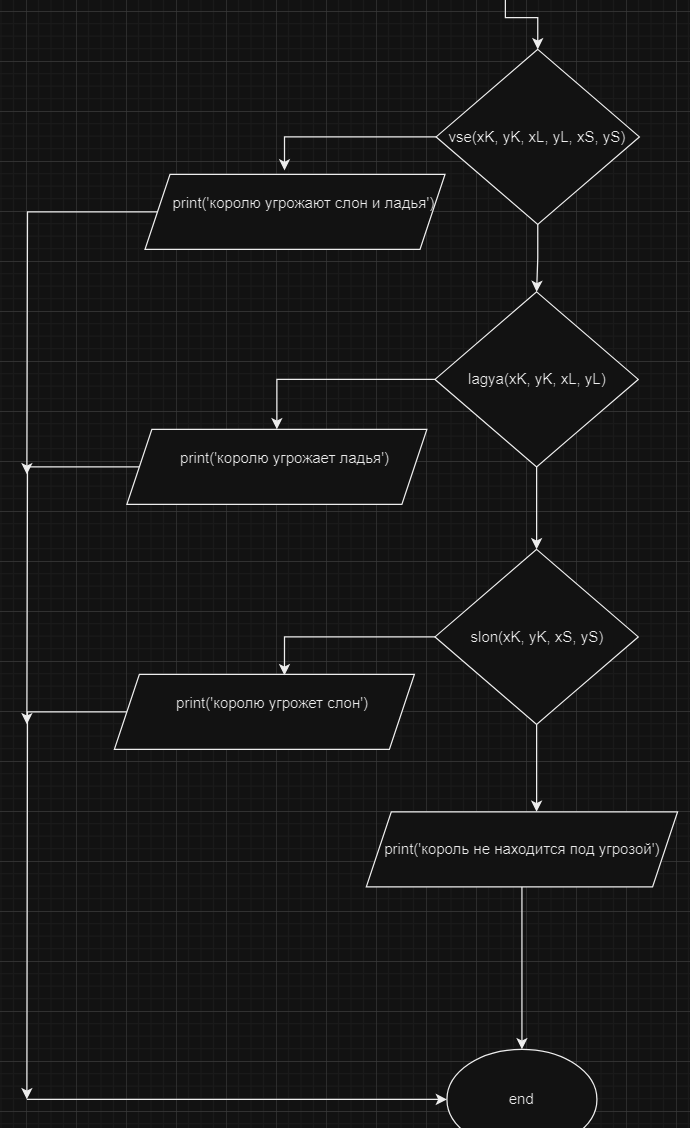 vse(xK, yK, xL, yL, xS, yS)
print('королю угрожают слон и ладья')
lagya(xK, yK, xL, yL)
print('королю угрожает ладья')
slon(xK, yK, xS, yS)
print('королю угрожет слон')
print('король не находится под угрозой')
end